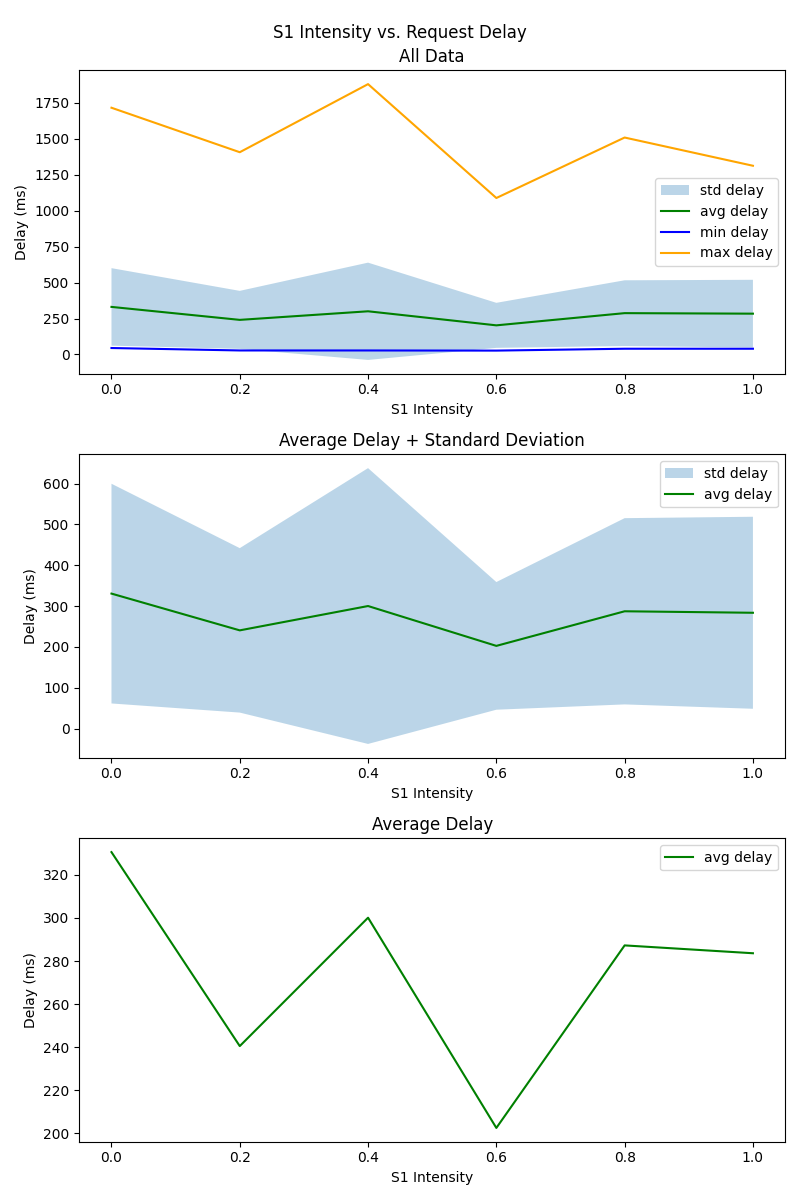 S1 Intensity vs. Request Delay
All Data
Delay (ms)
1750
1500
1250
1000
750
500
250
0
std delay
avg delay
min delay
max delay
0.0 0.2 0.4 0.6 0.8 1.0
S1 Intensity
Average Delay + Standard Deviation
Delay (ms)
600
500
400
300
200
100
0
std delay
avg delay
0.0 0.2 0.4 0.6 0.8 1.0
S1 Intensity
Average Delay
Delay (ms)
320
300
280
260
240
220
200
avg delay
0.0 0.2 0.4 0.6 0.8 1.0
S1 Intensity